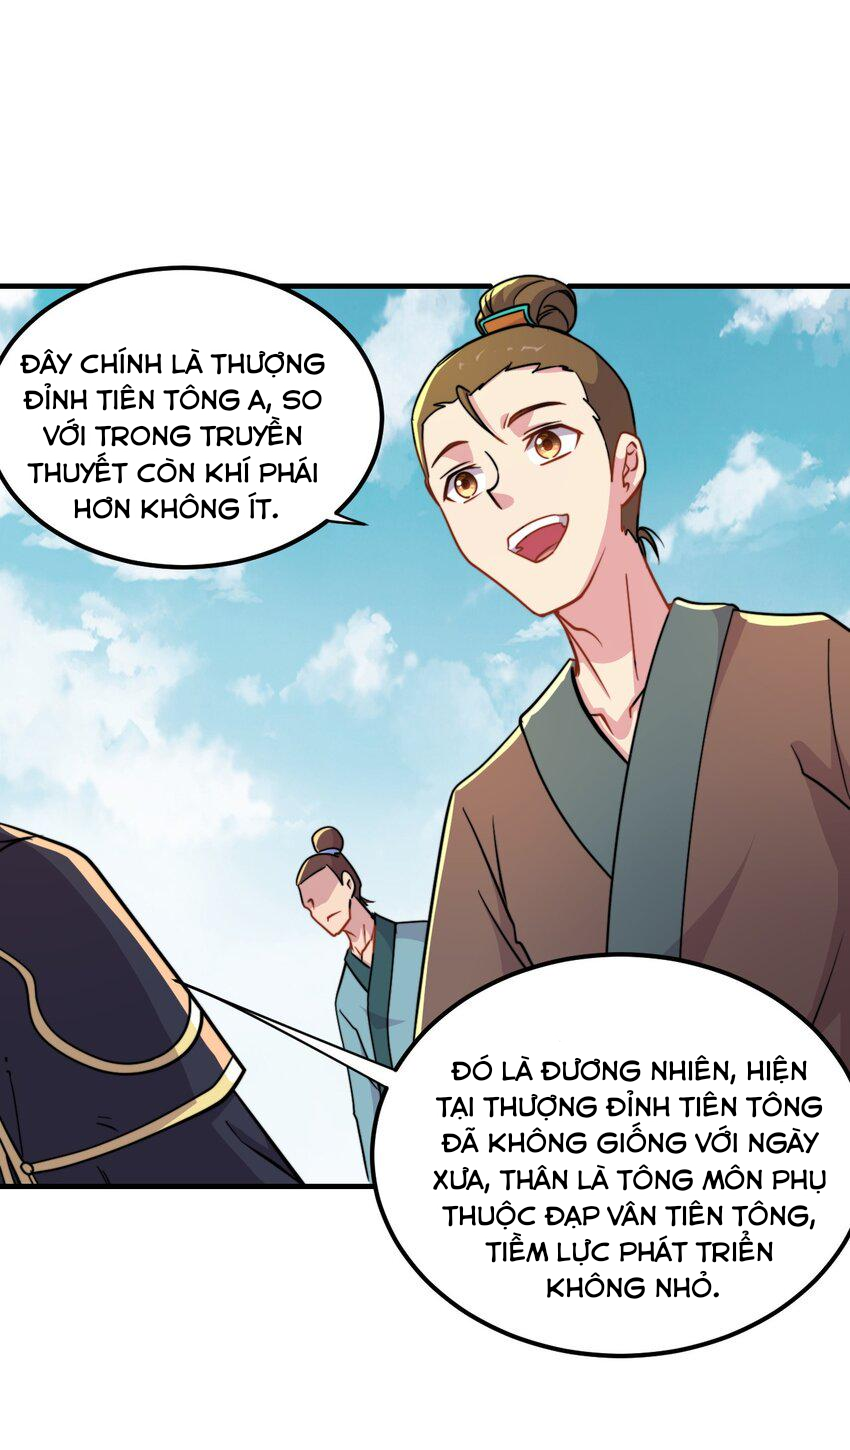 ĐÂY CHÍNH LÀ THƯỢNG
ĐỈNH TIÊN TÔNG A, SO
VỚI TRONG TRUYỀN
THUYẾT CÒN KHÍ PHÁI
HƠN KHÔNG ÍT.
ĐÓ LÀ ĐƯƠNG NHIÊN, HIỆN
TẠI THƯỢNG ĐỈNH TIÊN TÔNG
ĐÃ KHÔNG GIỐNG VỚI NGÀY
XƯA, THÂN LÀ TÔNG MÔN PHỤ
THUỘC ĐẠP VÂN TIÊN TÔNG,
TIỀM LỰC PHÁT TRIỂN
KHÔNG NHỎ.